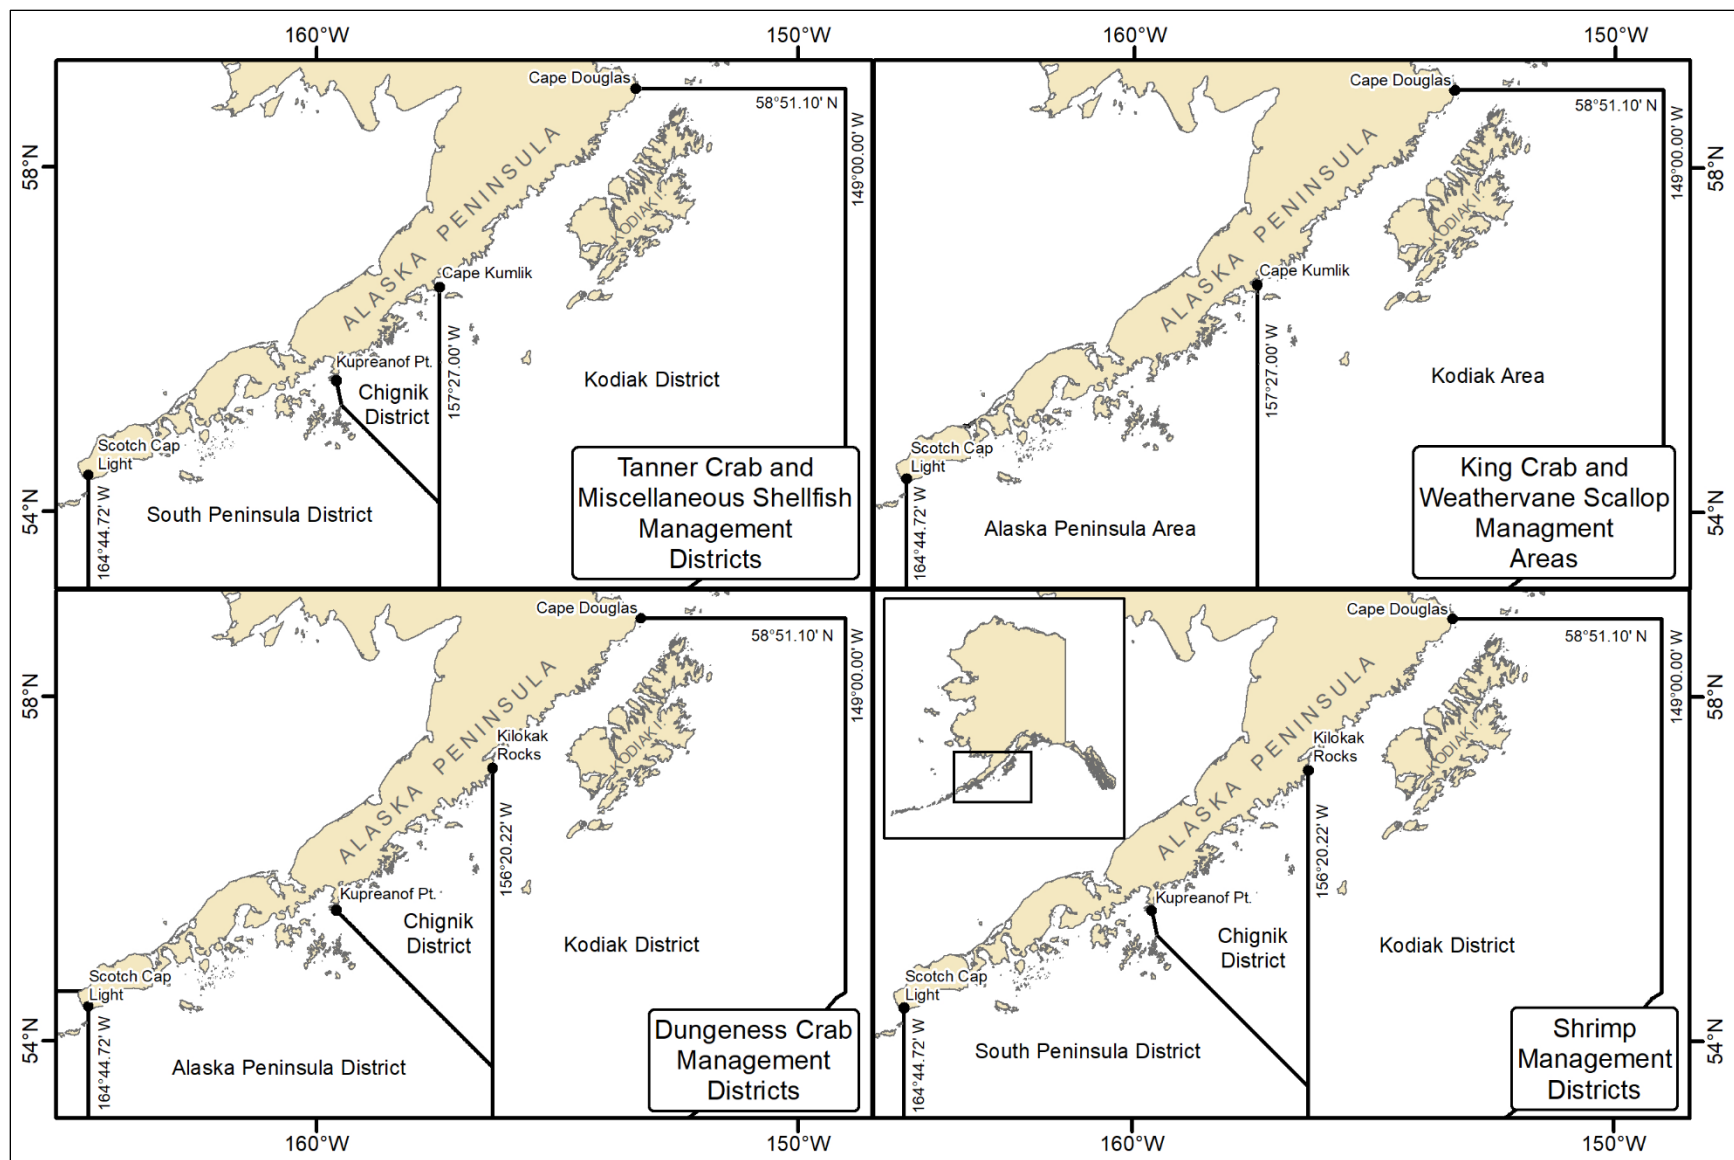 160°W
150°W
160°W
150°W
Cape Douglas
58°51.10' N
149°00.00' W
58°N
ALASKA PENINSULA
KODIAK I.
Cape Kumlik
157°27.00' W
Kupreanof Pt.
Chignik
District
Kodiak District
Scotch Cap
Light
164°44.72' W
54°N
South Peninsula District
Tanner Crab and
Miscellaneous Shellfish
Management
Districts
Cape Douglas
58°51.10' N
149°00.00' W
58°N
ALASKA PENINSULA
KODIAK I.
Cape Kumlik
157°27.00' W
Kodiak Area
Scotch Cap
Light
164°44.72' W
54°N
Alaska Peninsula Area
King Crab and
Weathervane Scallop
Managment
Areas
Cape Douglas
58°51.10' N
149°00.00' W
58°N
ALASKA PENINSULA
KODIAK I.
Kilokak
Rocks
156°20.22' W
Kupreanof Pt.
Chignik
District
Kodiak District
Scotch Cap
Light
164°44.72' W
54°N
Alaska Peninsula District
Dungeness Crab
Management
Districts
Cape Douglas
58°51.10' N
149°00.00' W
58°N
ALASKA PENINSULA
KODIAK I.
Kilokak
Rocks
156°20.22' W
Kupreanof Pt.
Chignik
District
Kodiak District
Scotch Cap
Light
164°44.72' W
54°N
South Peninsula District
Shrimp
Management
Districts
160°W
150°W
160°W
150°W